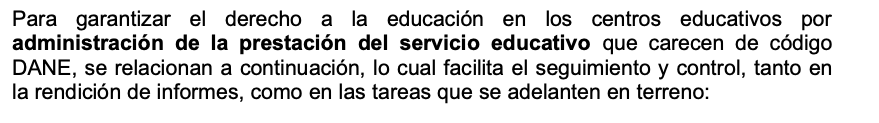 Para garantizar el derecho a la educación en los centros educativos por
administración de la prestación del servicio educativo que carecen de código
DANE, se relacionan a continuación, lo cual facilita el seguimiento y control, tanto en
la rendición de informes, como en las tareas que se adelanten en terreno: